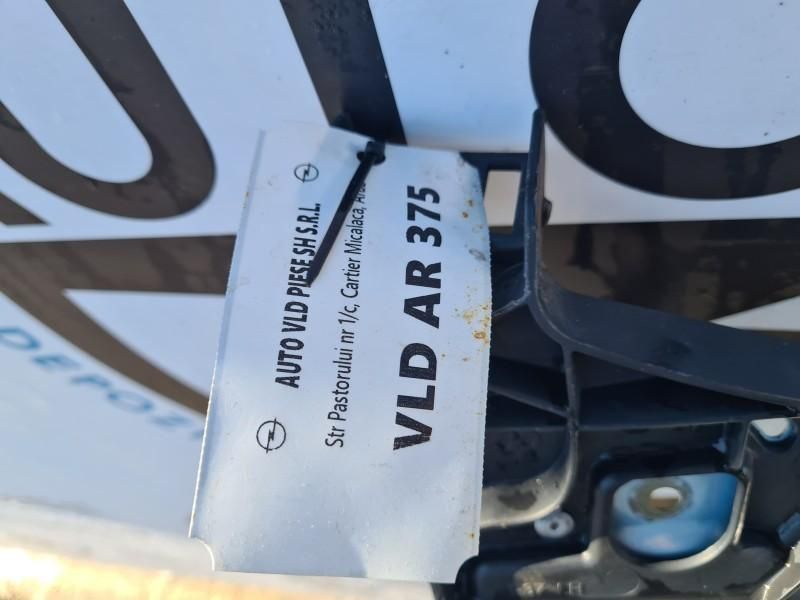 AUTO VLD PIESE SH S.R.L.
Str Pastorului nr 1/c, Cartier Micalaca,
VLD AR 375